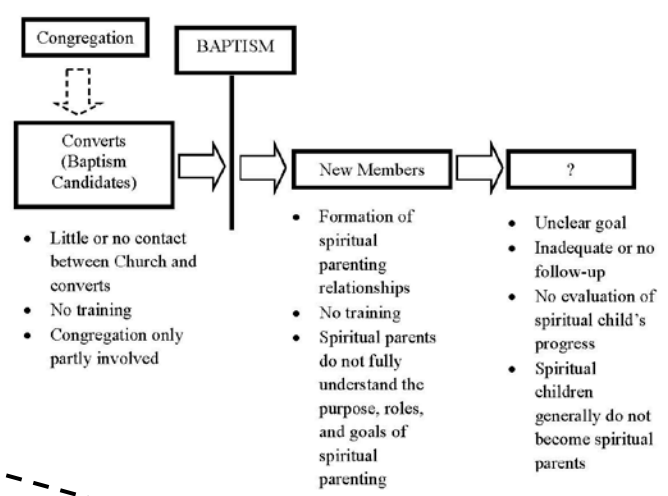 Congregation
BAPTISM
Converts
(Baptism
Candidates)
New Members
?
• Little or no contact
between Church and
converts
• No training
• Congregation only
partly involved
• Formation of
spiritual
parenting
relationships
• No training
• Spiritual parents
do not fully
understand the
purpose, roles,
and goals of
spiritual
parenting
• Unclear goal
• Inadequate or no
follow-up
• No evaluation of
spiritual child's
progress
• Spiritual
children
generally do not
become spiritual
parents